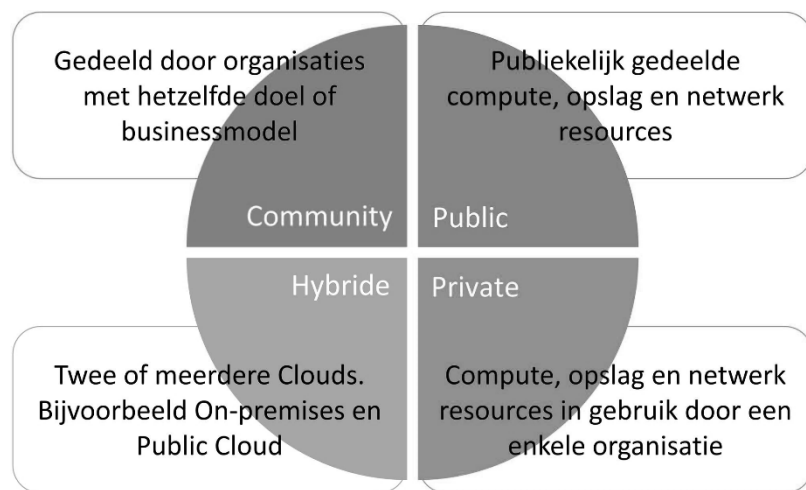 Gedeeld door organisaties
met hetzelfde doel of
businessmodel
Publiekelijk gedeelde
compute, opslag en netwerk
resources
Community
Public
Hybride
Private
Twee of meerdere Clouds.
Bijvoorbeeld On-premises en
Public Cloud
Compute, opslag en netwerk
resources in gebruik door een
enkele organisatie